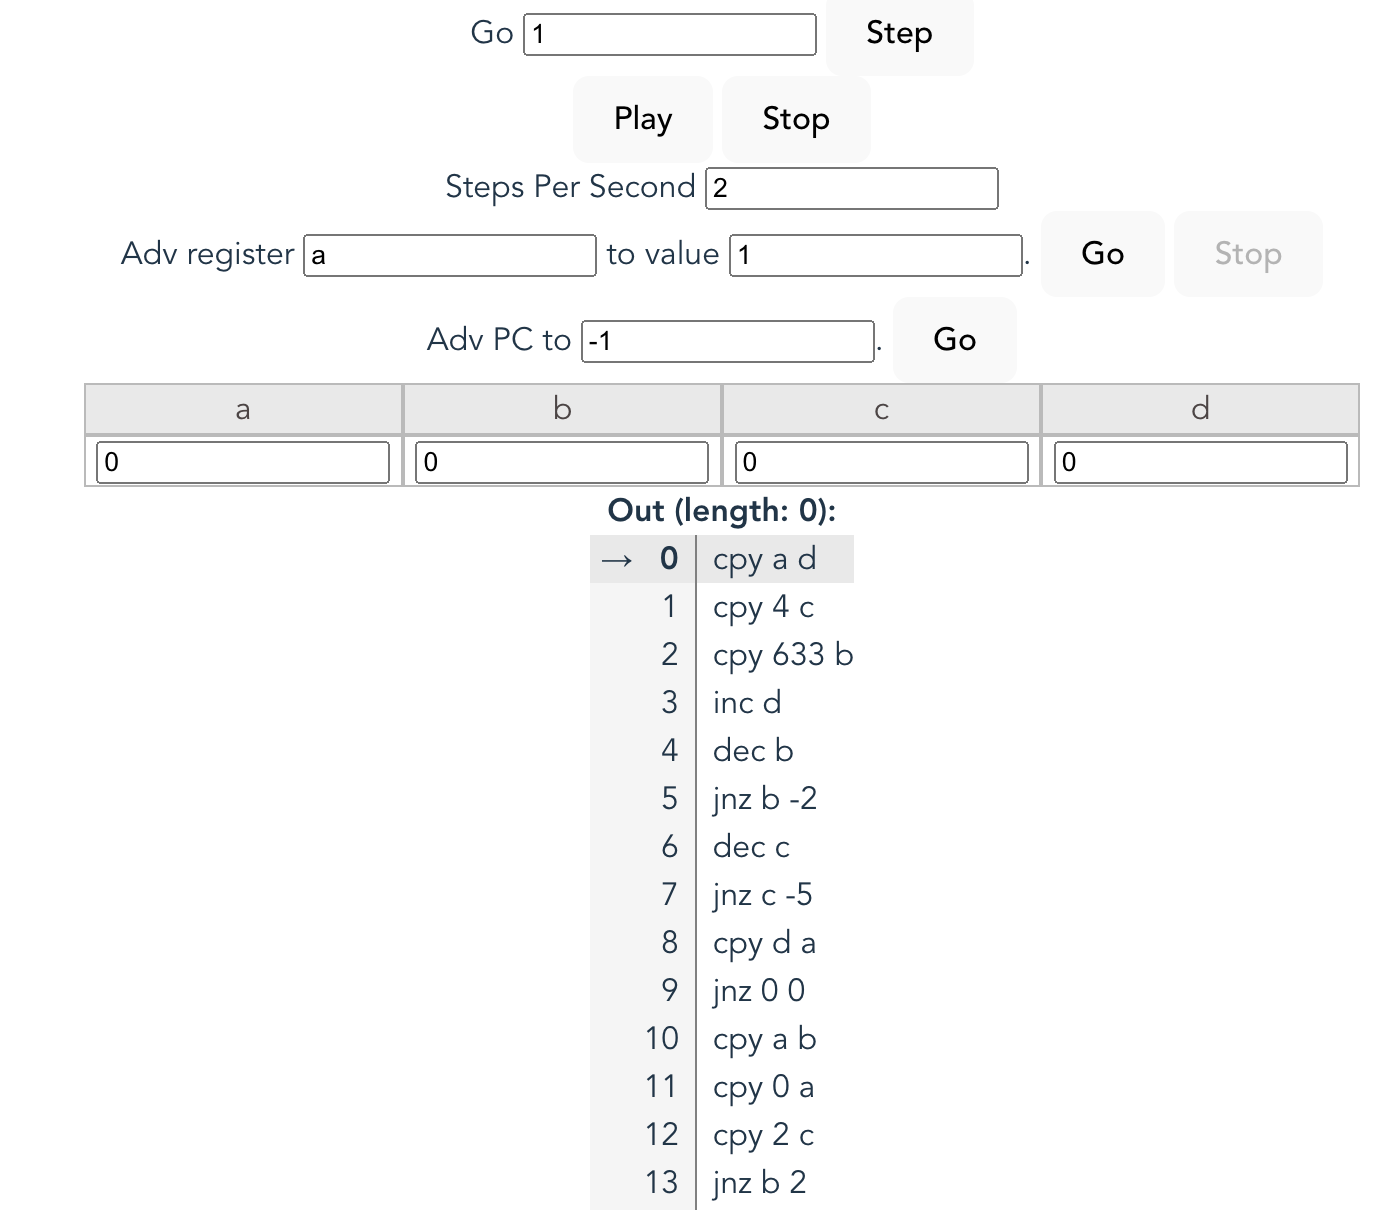 Go 1 Step
Play Stop
Steps Per Second 2
Adv register a to value 1 . Go Stop
Adv PC to -1 . Go
a b c d
0 0 0 0
Out (length: 0):
→ 0 cpy a d
1 cpy 4 c
2 cpy 633 b
3 inc d
4 dec b
5 jnz b -2
6 dec c
7 jnz c -5
8 cpy d a
9 jnz 0 0
10 cpy a b
11 cpy 0 a
12 cpy 2 c
13 jnz b 2